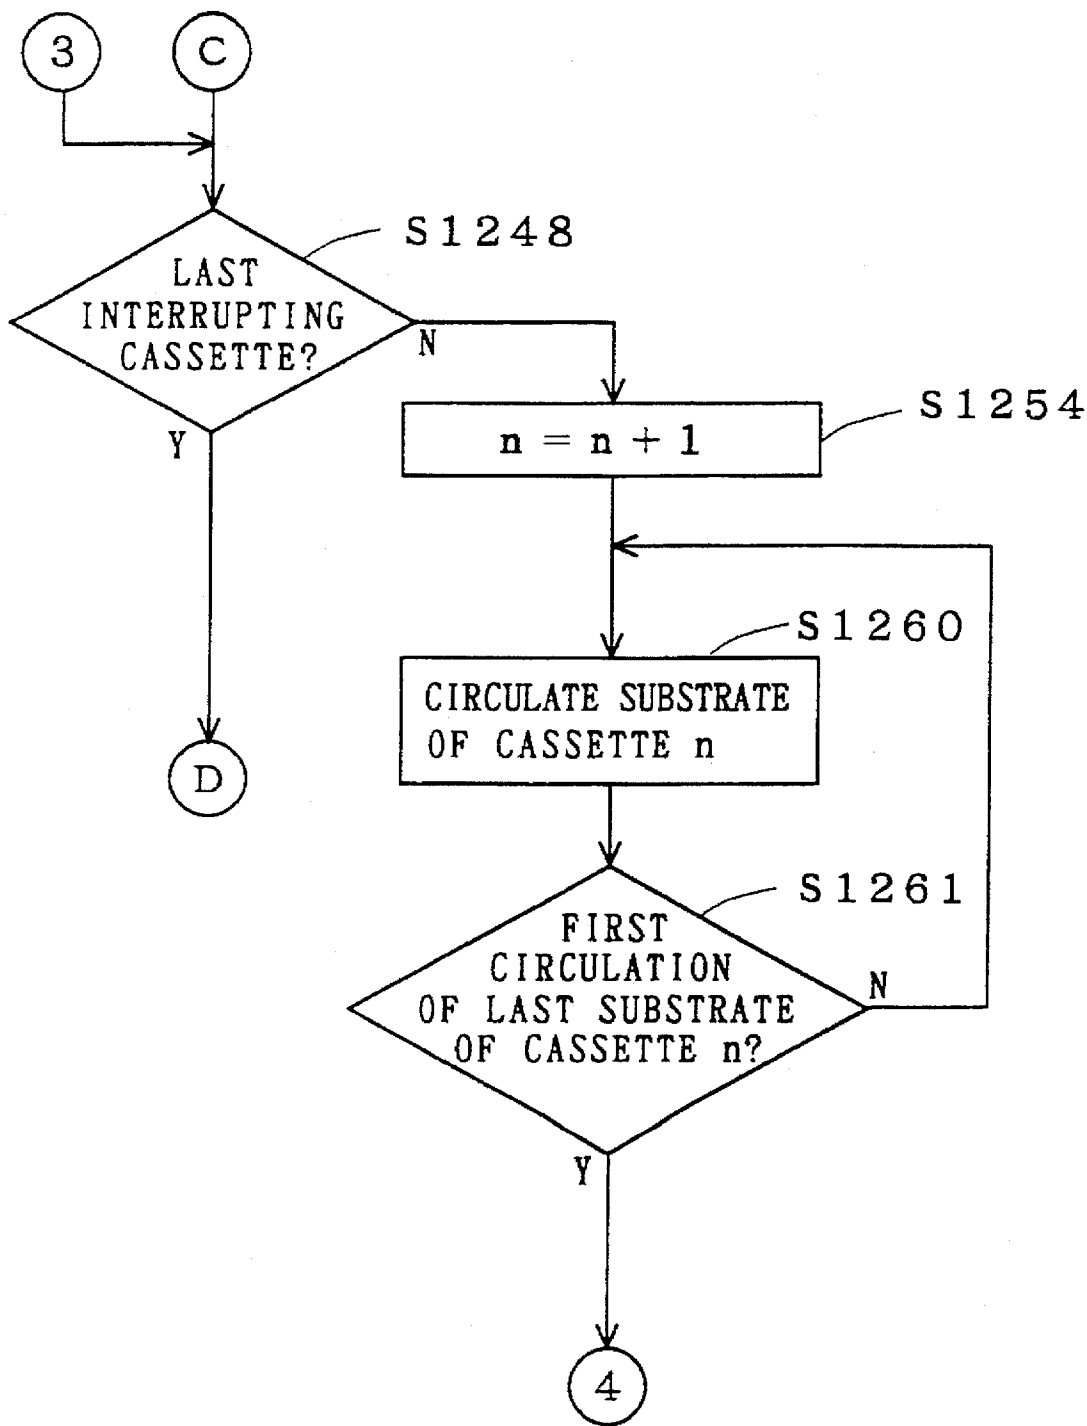 3
C
S1248
LAST
INTERRUPTING
CASSETTE?
N
Y
S1254
n = n + 1
S1260
CIRCULATE SUBSTRATE
OF CASSETTE n
D
S1261
FIRST
CIRCULATION
OF LAST SUBSTRATE
OF CASSETTE n?
N
Y
4